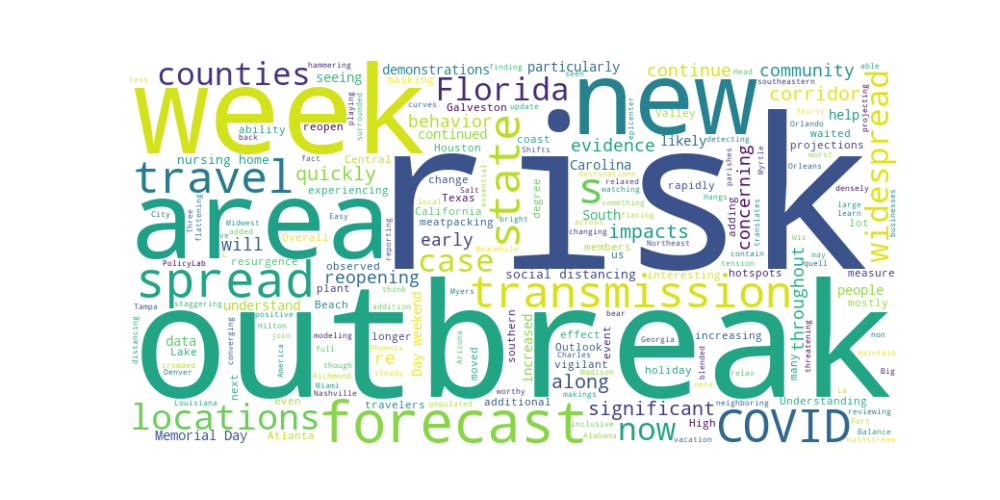 less
hammering
seen
finding
demonstrations
particularly
continue
Head
community
able
counties
seeing
masking
southeastern
week
Florida
new
corridor
widespread
projecting
curves
playing
surrounded
Galveston
update
epicenter
Valley
detecting
Orlando
fairly
help
reopen
ability
behavior
back
continued
coast
Shifts
state
evidence
likely
projections
waited
worst
nursing home
fact
Central
Houston
Carolina
concerning
parishes
Myrtle
Orleans
travel
quickly
risk
experiencing
change
Salt
Texas
essential
degree
destinations
relaxed
watching
something
rapidly
Hangs
densely
large
learn
businesses
area
s
South
local
California
bright
across
flaring
adding
translates
may
lot
City
Three
flattening
Midwest
added
ve
Easy
meatpacking
early
changing
impacts
Northeast
tension
contain
Wis
quell
will
Overall
reporting
members
us
PolicyLab
resurgence
observed
case
Meanwhile
social distancing
interesting
hotspots
measure
spread
reopening
transmission
people
mostly
Lake
plant
think
Tampa
staggering
understand
Beach
addition
Myers
bear
throughout
distancing
positive
Hilton
join
outbreak
data
converging
America
modeling
though
longer
effect
event
increasing
non
threatening
maintain
crowded
Denver
full
Phoenix
steady
re
Day weekend
Arizona
moved
southern
increased
Outlook
Charles
vigilant
Georgia
blended
relax
many
Big
next
Richmond
Miami
Nashville
along
holiday
Madison
note
neighboring
La
Louisiana
even
travelers
populated
additional
worthy
makings
Understanding
reviewing
locations
forecast
significant
COVID
Fort
Memorial Day
Atlanta
inclusive
Alabama
now
High
vacation
Balance
mainstream